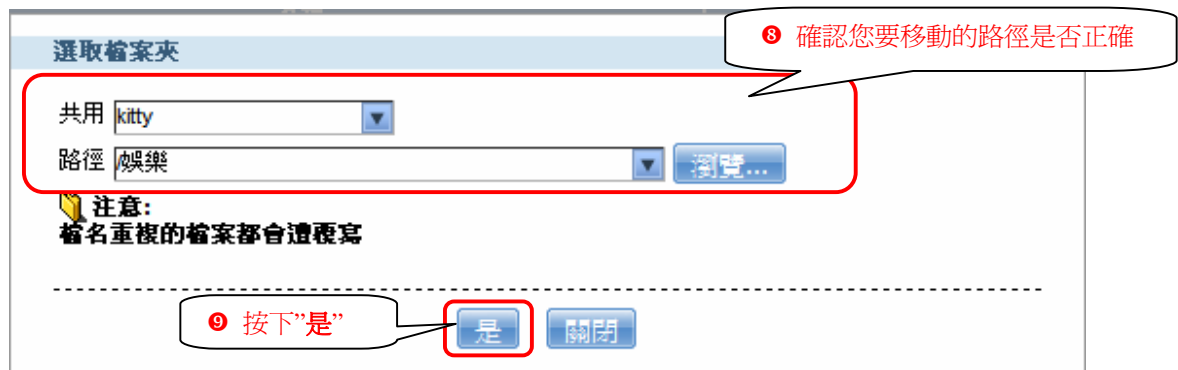 ❽ 確認您要移動的路徑是否正確
選取檔案夾
共用 kitty
路徑 /娛樂 瀏覽...
注意:
檔名重複的檔案都會遭覆寫
❾ 按下”是”
是 關閉